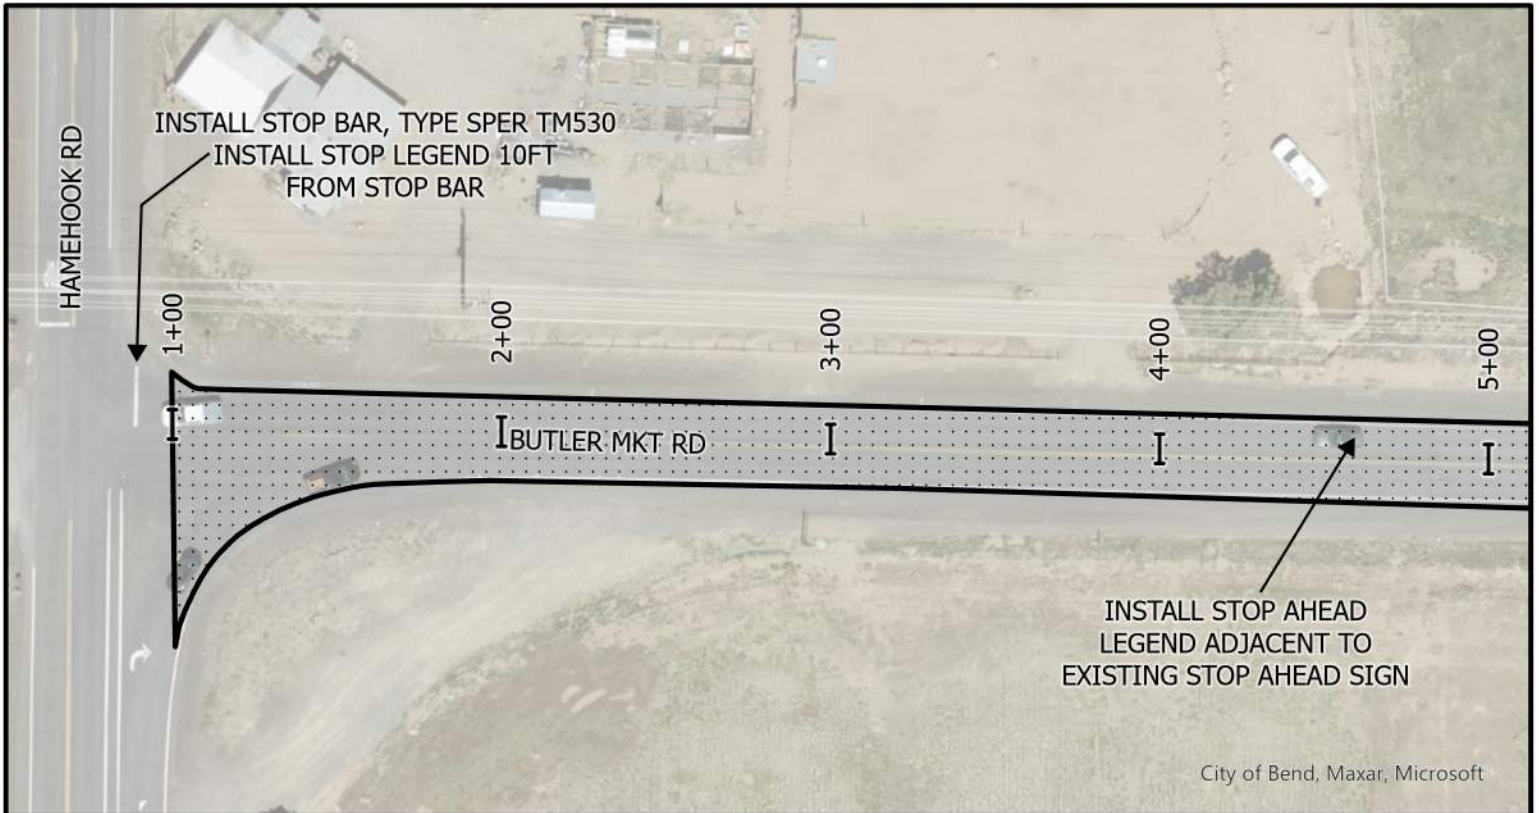 HAMEHOOK RD
INSTALL STOP BAR, TYPE SPER TM530
INSTALL STOP LEGEND 10FT
FROM STOP BAR
1+00
2+00
3+00
4+00
5+00
BUTLER MKT RD
INSTALL STOP AHEAD
LEGEND ADJACENT TO
EXISTING STOP AHEAD SIGN
City of Bend, Maxar, Microsoft